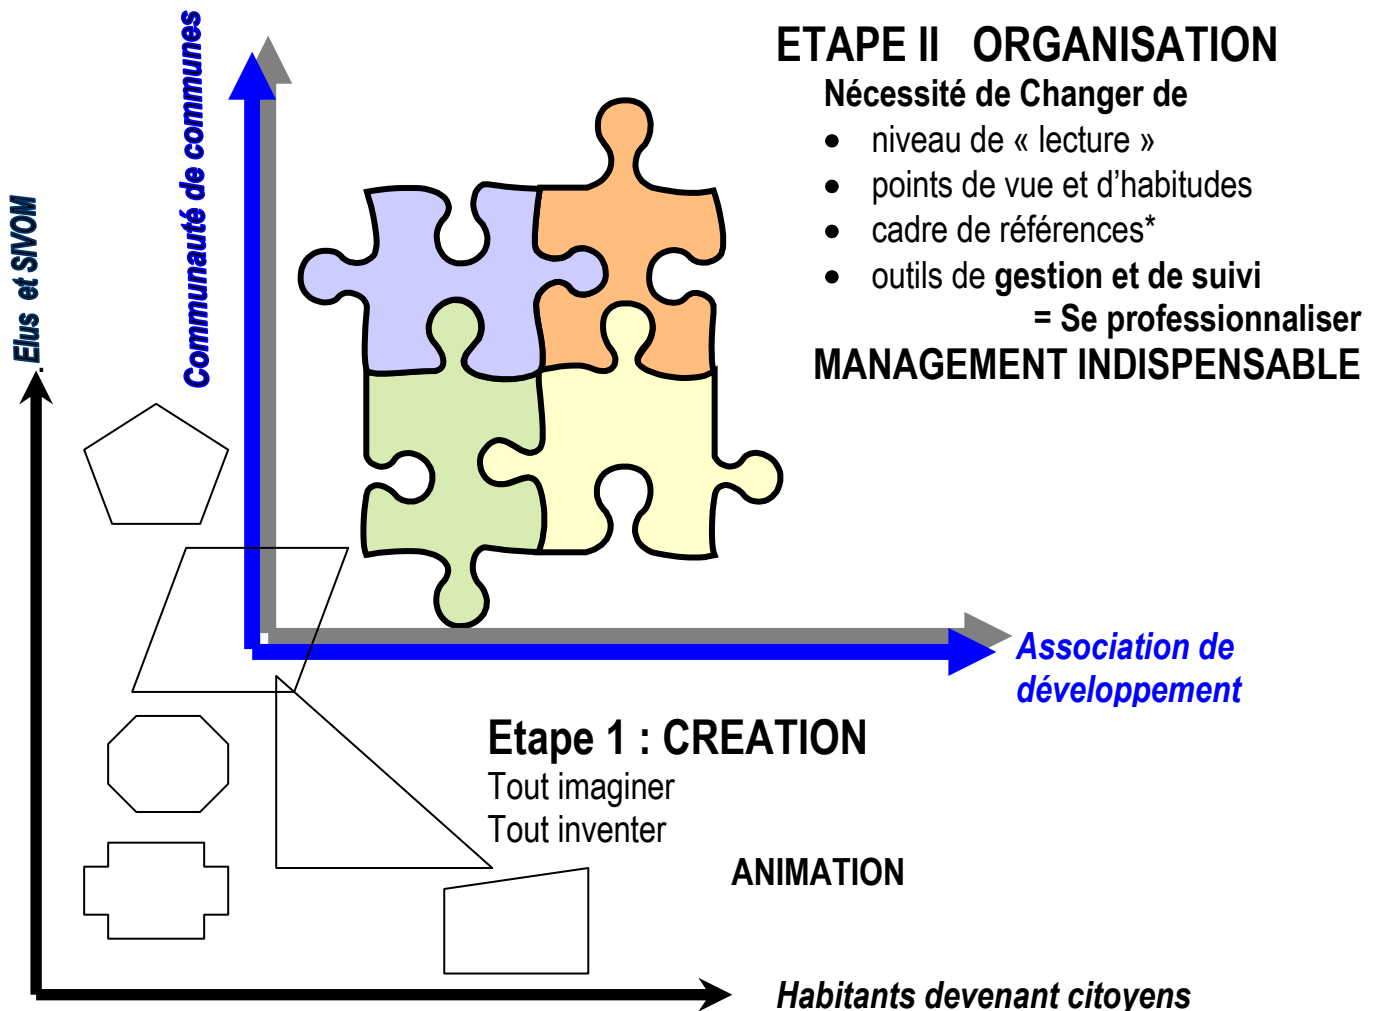 ETAPE II ORGANISATION
Nécessité de Changer de
• niveau de « lecture »
• points de vue et d’habitudes
• cadre de références*
• outils de gestion et de suivi
= Se professionnaliser
MANAGEMENT INDISPENSABLE
Communauté de communes
. Elus et SIVOM
Association de
développement
Etape 1 : CREATION
Tout imaginer
Tout inventer
ANIMATION
Habitants devenant citoyens